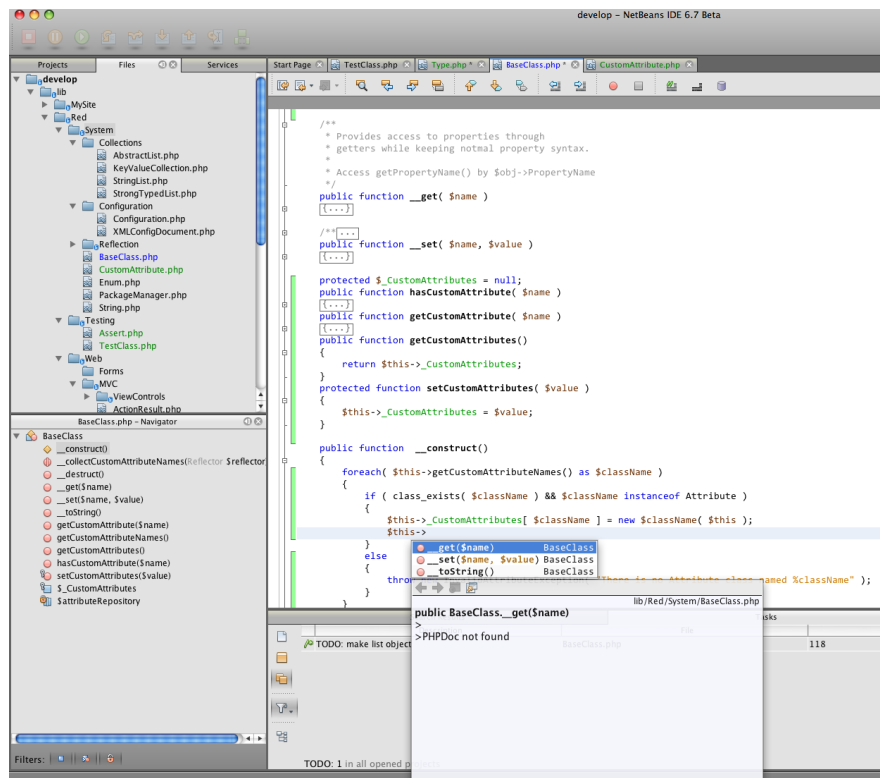 develop – NetBeans IDE 6.7 Beta
Projects Files Services
develop
lib
MySite
Red
System
Collections
AbstractList.php
KeyValueCollection.php
StringList.php
StrongTypedList.php
Configuration
Configuration.php
XMLConfigDocument.php
Reflection
BaseClass.php
CustomAttribute.php
Enum.php
PackageManager.php
String.php
Testing
Assert.php
TestClass.php
Web
Forms
MVC
ViewControls
ActionResult.php
BaseClass.php – Navigator
BaseClass
__construct()
__collectCustomAttributeNames(Reflector $reflector
__destruct()
__get($name)
__set($name, $value)
__toString()
getCustomAttribute($name)
getCustomAttributeNames()
getCustomAttributes()
hasCustomAttribute($name)
setCustomAttributes($value)
$_CustomAttributes
$attributeRepository
Filters:
Start Page TestClass.php Type.php * BaseClass.php * CustomAttribute.php
/**
* Provides access to properties through
* getters while keeping notmal property syntax.
*
* Access getPropertyName() by $obj->PropertyName
*/
public function __get( $name )
{...}
/**...
public function __set( $name, $value )
{...}
protected $_CustomAttributes = null;
public function hasCustomAttribute( $name )
{...}
public function getCustomAttribute( $name )
{...}
public function getCustomAttributes()
{
return $this->_CustomAttributes;
}
protected function setCustomAttributes( $value )
{
$this->_CustomAttributes = $value;
}
public function __construct()
{
foreach( $this->getCustomAttributeNames() as $className )
{
if ( class_exists( $className ) && $className instanceof Attribute )
{
$this->_CustomAttributes[ $className ] = new $className( $this );
$this->
}
else
{
throw "There is no Attribute class named %className" );
}
}
__get($name) BaseClass
__set($name, $value) BaseClass
__toString() BaseClass
lib/Red/System/BaseClass.php
public BaseClass.__get($name)
>
>PHPDoc not found
File
TODO: make list object BaseClass.php 118
TODO: 1 in all opened projects